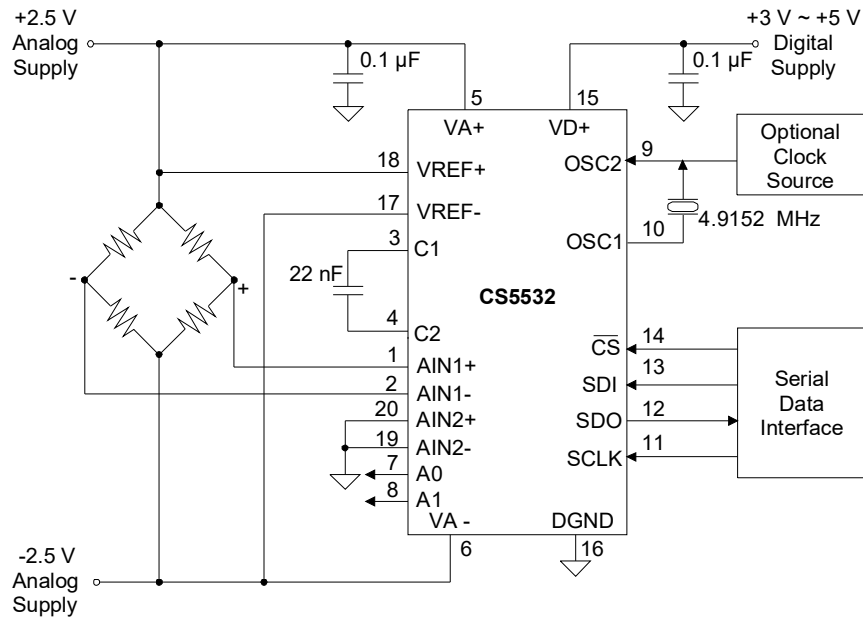 +2.5 V
Analog
Supply
0.1 µF
+3 V ~ +5 V
Digital
Supply
0.1 µF
5
15
VA+
VD+
Optional
Clock
Source
18
VREF+
9
OSC2
17
VREF-
4.9152 MHz
10
OSC1
3
C1
22 nF
CS5532
-
+
4
C2
14
CS
1
AIN1+
13
SDI
Serial
Data
Interface
2
AIN1-
20
AIN2+
12
SDO
19
AIN2-
11
SCLK
7
A0
8
A1
VA -
DGND
6
16
-2.5 V
Analog
Supply